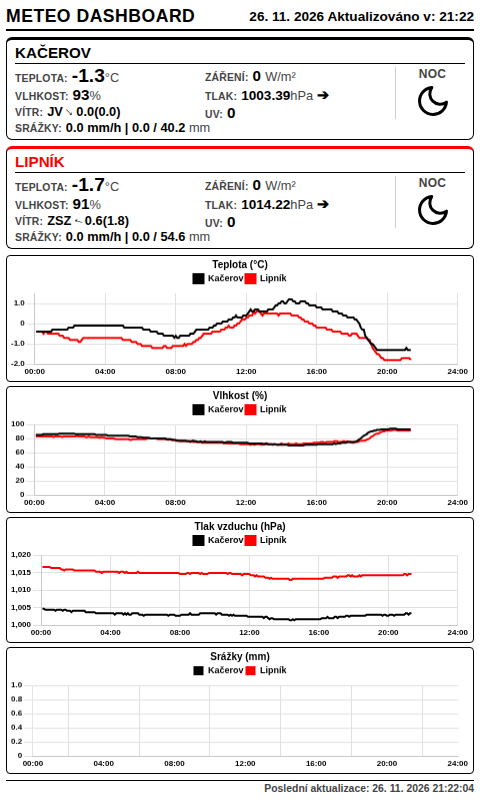 METEO DASHBOARD 26. 11. 2026 Aktualizováno v: 21:22
KAČEROV
TEPLOTA: -1.3°C ZÁŘENÍ: 0 W/m² NOC
VLHKOST: 93% TLAK: 1003.39hPa ➔
VÍTR: JV 0.0(0.0) UV: 0
SRÁŽKY: 0.0 mm/h | 0.0 / 40.2 mm
LIPNÍK
TEPLOTA: -1.7°C ZÁŘENÍ: 0 W/m² NOC
VLHKOST: 91% TLAK: 1014.22hPa ➔
VÍTR: ZSZ 0.6(1.8) UV: 0
SRÁŽKY: 0.0 mm/h | 0.0 / 54.6 mm
Teplota (°C)
Kačerov Lipník
1.0
0
-1.0
-2.0
00:00 04:00 08:00 12:00 16:00 20:00 24:00
Vlhkost (%)
Kačerov Lipník
100
80
60
40
20
0
00:00 04:00 08:00 12:00 16:00 20:00 24:00
Tlak vzduchu (hPa)
Kačerov Lipník
1,020
1,015
1,010
1,005
1,000
00:00 04:00 08:00 12:00 16:00 20:00 24:00
Srážky (mm)
Kačerov Lipník
1.0
0.8
0.6
0.4
0.2
0
00:00 04:00 08:00 12:00 16:00 20:00 24:00
Poslední aktualizace: 26. 11. 2026 21:22:04